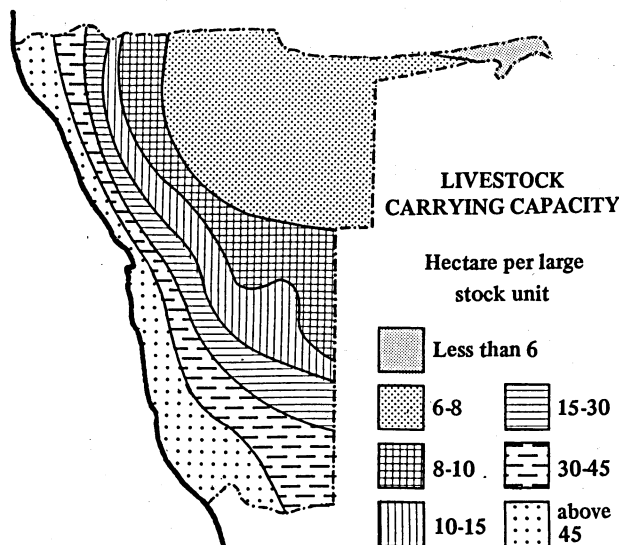 LIVESTOCK
CARRYING CAPACITY
Hectare per large
stock unit
Less than 6
6-8
15-30
8-10
30-45
10-15
above
45